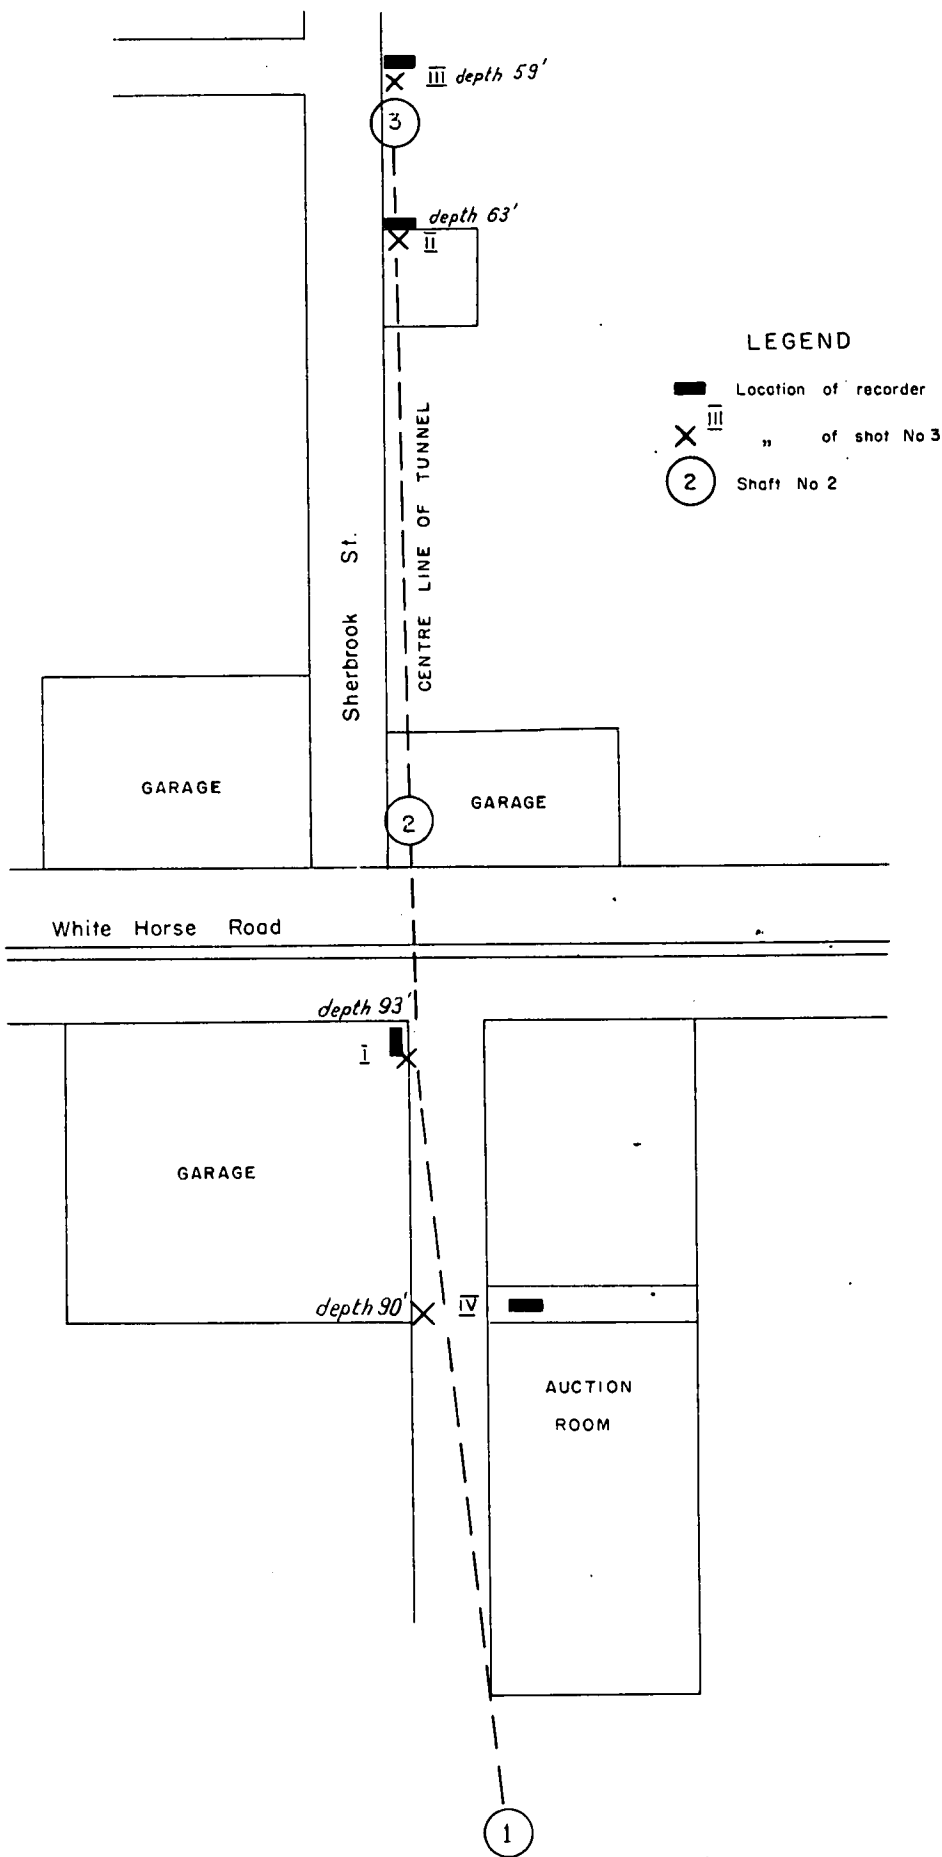 III depth 59'
3
depth 63'
II
LEGEND
Location of recorder
III
„ of shot No 3
2 Shaft No 2
CENTRE LINE OF TUNNEL
Sherbrook St.
GARAGE
GARAGE
2
White Horse Road
depth 93'
I
GARAGE
depth 90'
IV
AUCTION
ROOM
1